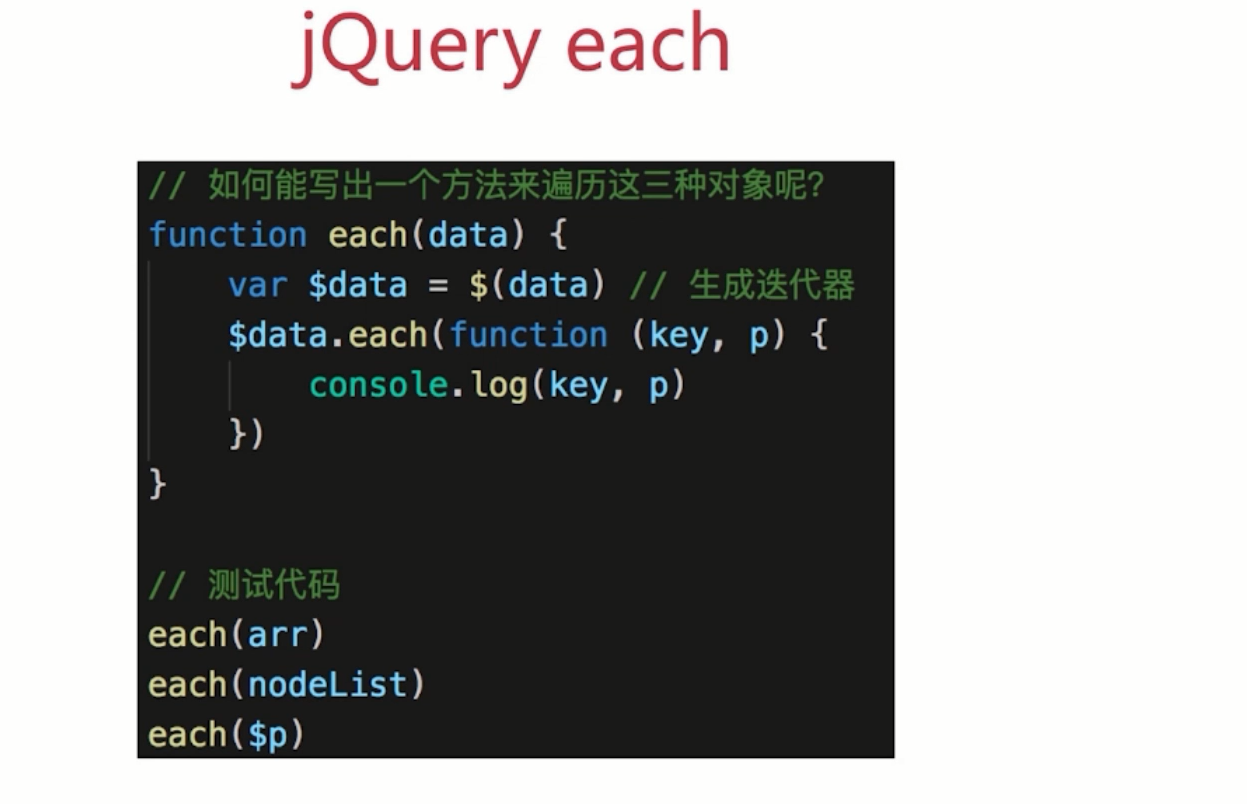 jQuery each
// 如何能写出一个方法来遍历这三种对象呢?
function each(data) {
    var $data = $(data) // 生成迭代器
    $data.each(function (key, p) {
        console.log(key, p)
    })
}
// 测试代码
each(arr)
each(nodeList)
each($p)